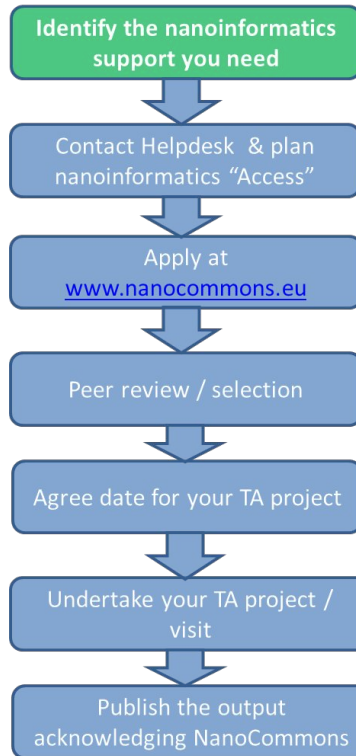 Identify the nanoinformatics
support you need
Contact Helpdesk & plan
nanoinformatics “Access”
Apply at
www.nanocommons.eu
Peer review / selection
Agree date for your TA project
Undertake your TA project /
visit
Publish the output
acknowledging NanoCommons